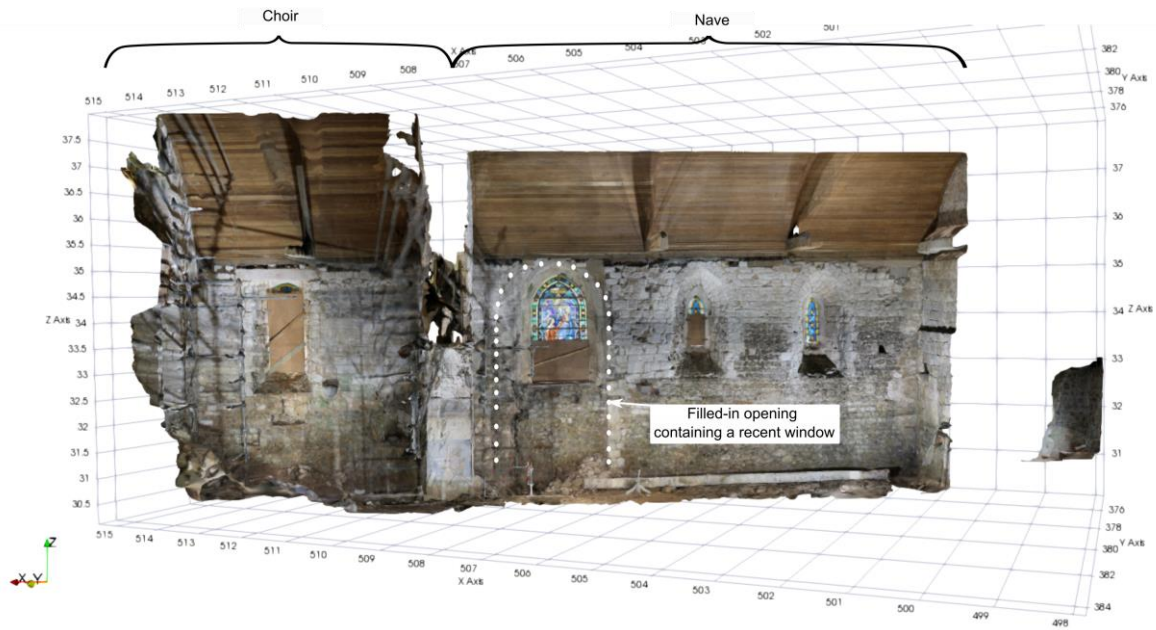 Choir
Nave
X Axis
515 514 513 512 511 510 509 508 507 506 505 504 503 502 501
382
380
Y Axis
378
376
37.5
37
36.5
36
35.5
35
34.5
34
Z Axis
33.5
33
32.5
32
31.5
31
30.5
37
36
35
34
Z Axis
33
32
31
Filled-in opening
containing a recent window
376
378
380
Y Axis
382
384
515 514 513 512 511 510 509 508 507 506 505 504 503 502 501 500 499 498
X Axis
Z
X Y